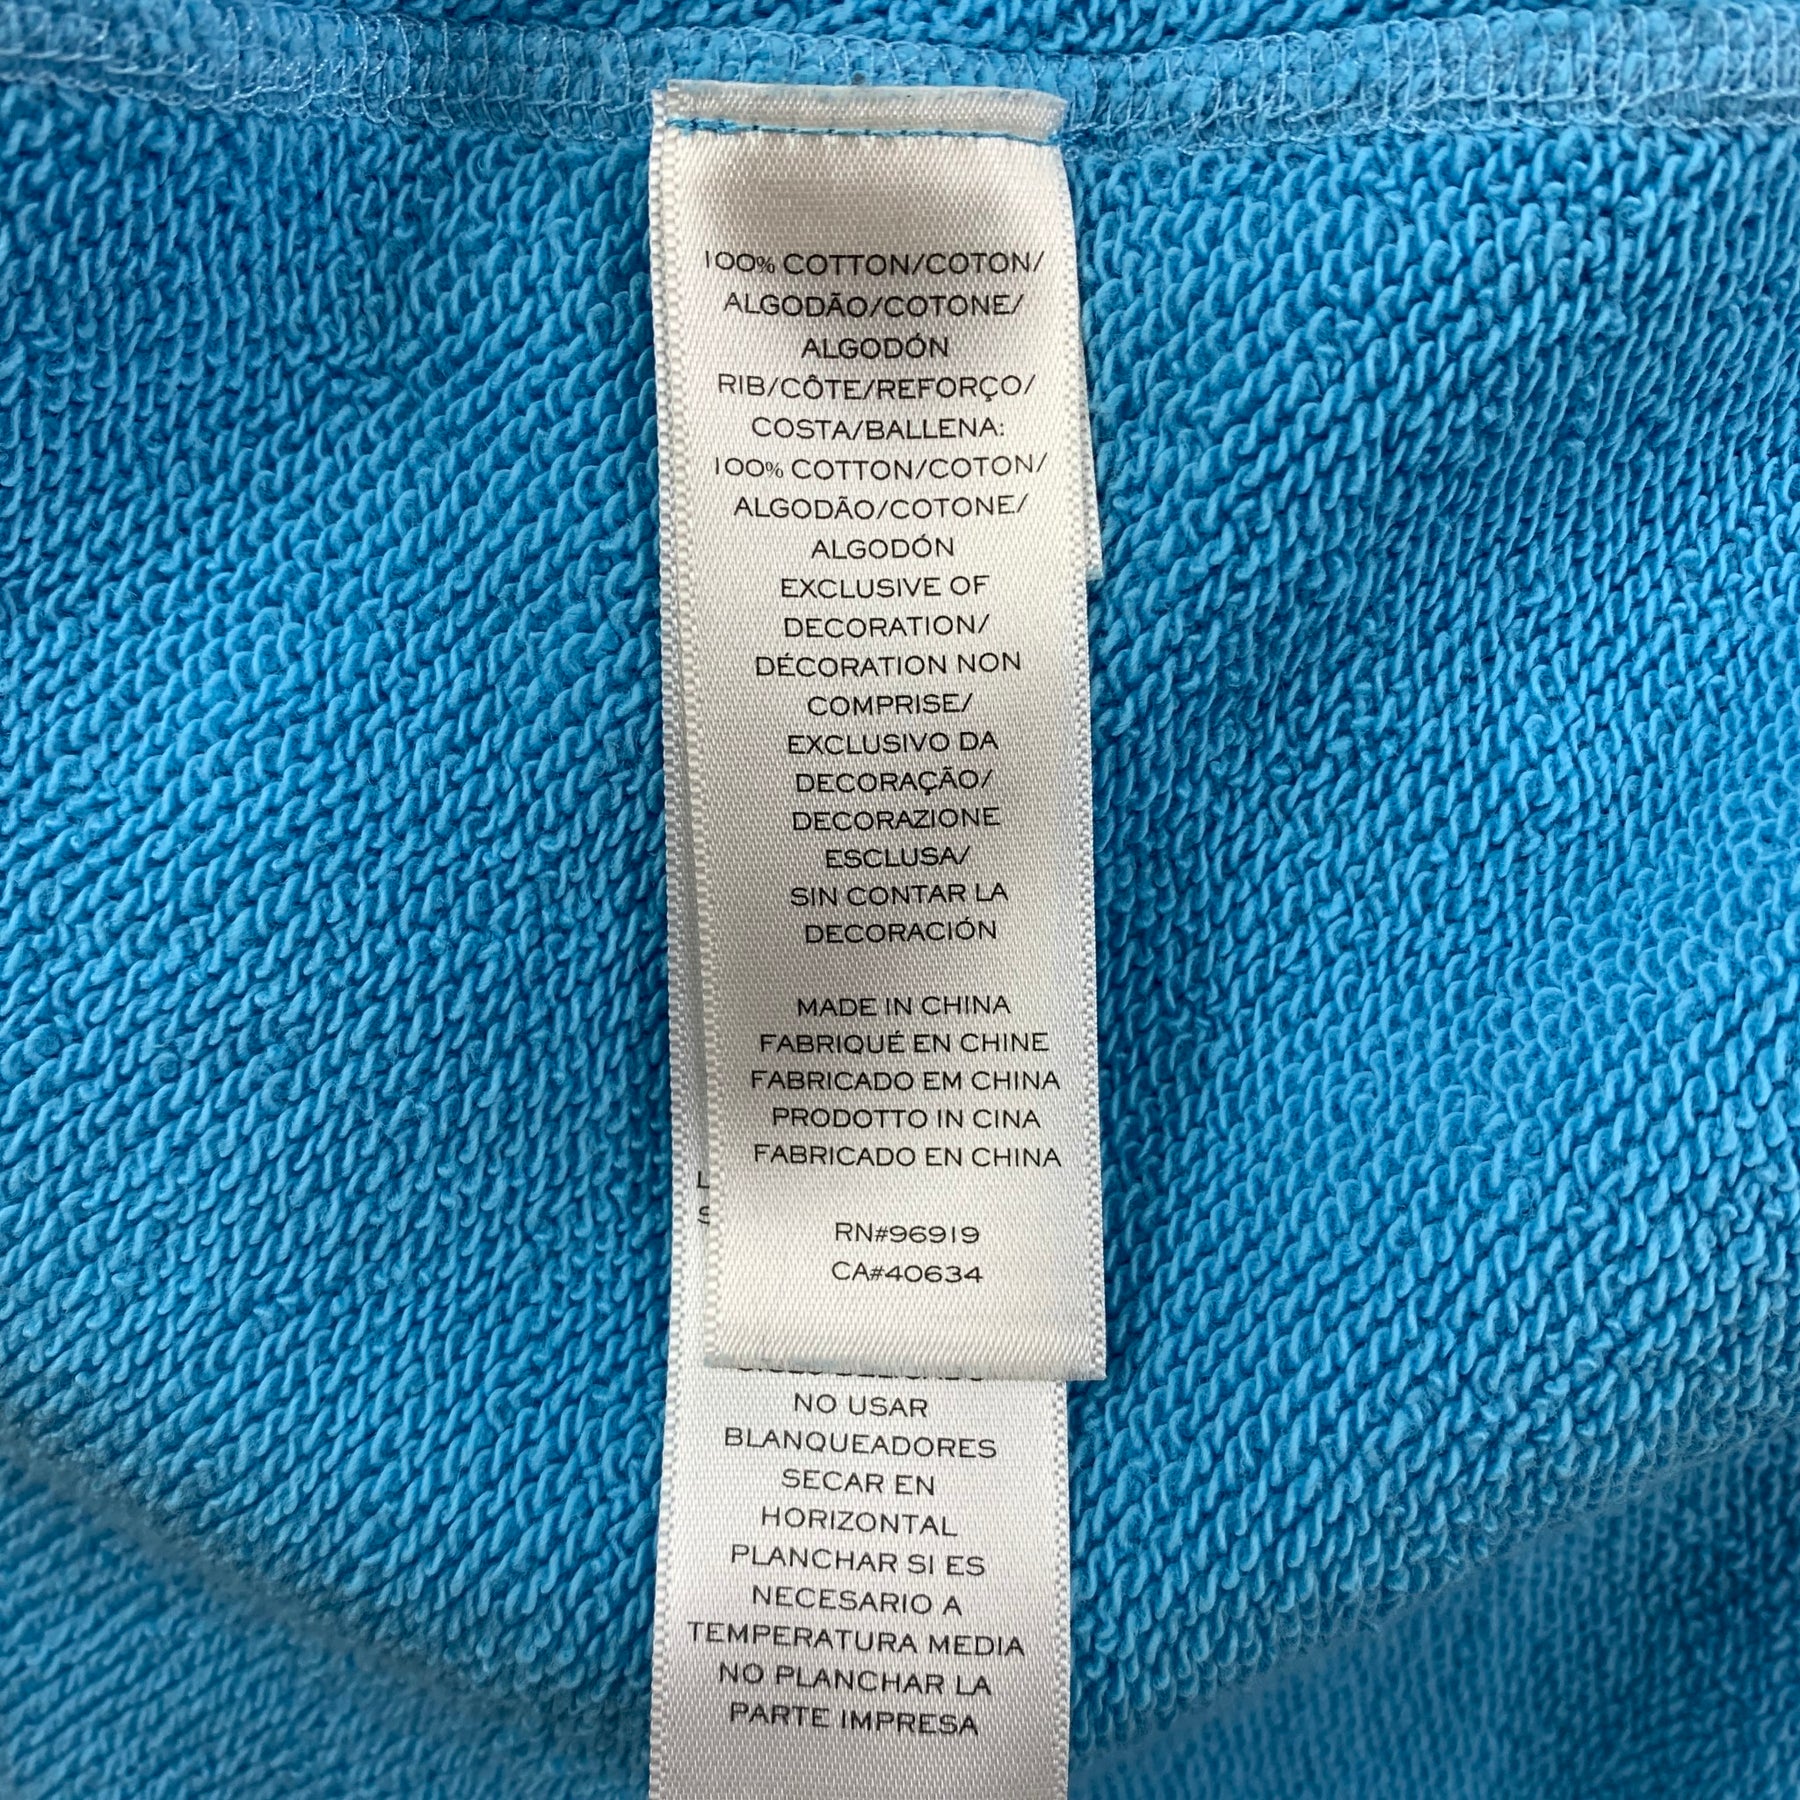 100% COTTON/COTON/
ALGODÃO/COTONE/
ALGODÓN
RIB/CÔTE/REFORÇO/
COSTA/BALLENA:
100% COTTON/COTON/
ALGODÃO/COTONE/
ALGODÓN
EXCLUSIVE OF
DECORATION/
DÉCORATION NON
COMPRISE/
EXCLUSIVO DA
DECORAÇÃO/
DECORAZIONE
ESCLUSA/
SIN CONTAR LA
DECORACIÓN
MADE IN CHINA
FABRIQUÉ EN CHINE
FABRICADO EM CHINA
PRODOTTO IN CINA
FABRICADO EN CHINA
RN#96919
CA#40634
NO USAR
BLANQUEADORES
SECAR EN
HORIZONTAL
PLANCHAR SI ES
NECESARIO A
TEMPERATURA MEDIA
NO PLANCHAR LA
PARTE IMPRESA